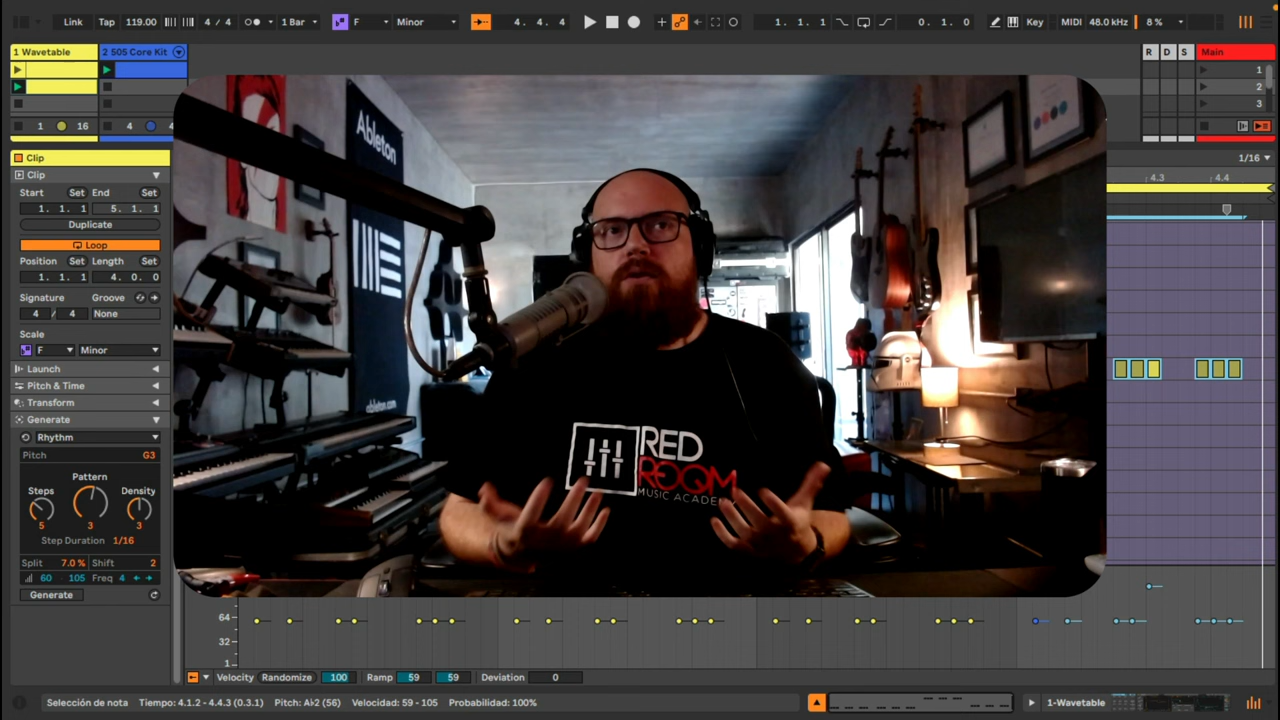 Link Tap 119.00 4 / 4 1 Bar F Minor 4. 4. 4 1. 1. 1 0. 1. 0 Key MIDI 48.0 kHz 8 %
1 Wavetable 2 505 Core Kit R D S Main
1
2
3
1 16 4 4
Clip
Clip
Start Set End Set
1. 1. 1 5. 1. 1
Duplicate
Loop
Position Set Length Set
1. 1. 1 4. 0. 0
Signature Groove
4 / 4 None
Scale
F Minor
Launch
Pitch & Time
Transform
Generate
Rhythm
Pitch G3
Pattern
Steps Density
5 3 3
Step Duration 1/16
Split 7.0 % Shift 2
60 105 Freq 4
Generate
1/16
4.3 4.4
Ableton
ableton.com
RED
ROOM
MUSIC ACADEMY
64
32
1
Velocity Randomize 100 Ramp 59 59 Deviation 0
Selección de nota Tiempo: 4.1.2 - 4.4.3 (0.3.1) Pitch: A♭2 (56) Velocidad: 59 - 105 Probabilidad: 100% 1-Wavetable